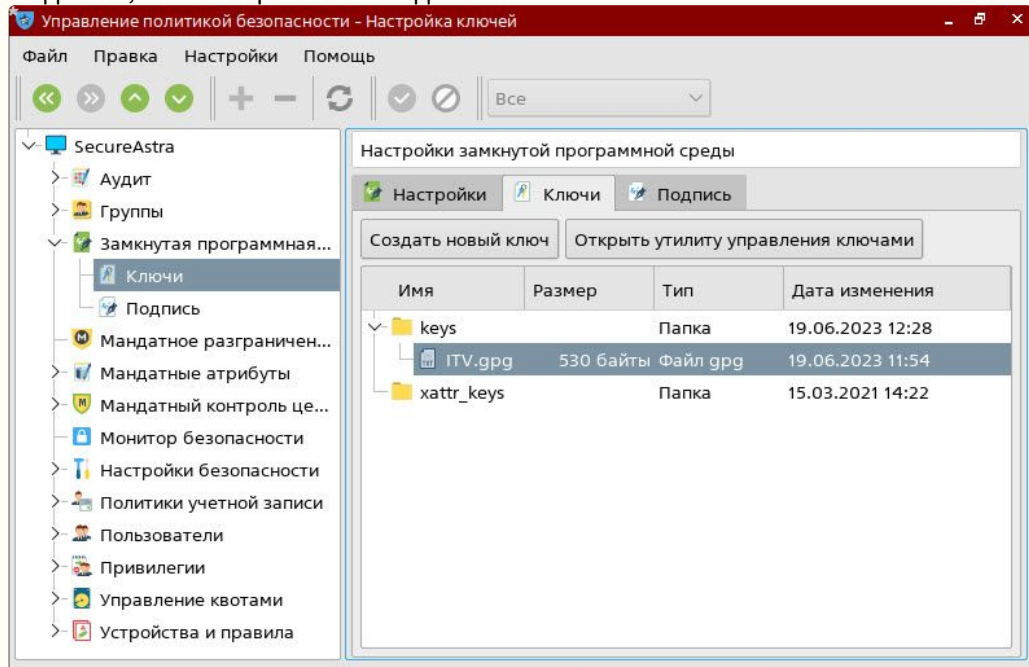 Управление политикой безопасности - Настройка ключей
Файл Правка Настройки Помощь
Все
SecureAstra
Аудит
Группы
Замкнутая программная...
Ключи
Подпись
Мандатное разграничен...
Мандатные атрибуты
Мандатный контроль це...
Монитор безопасности
Настройки безопасности
Политики учетной записи
Пользователи
Привилегии
Управление квотами
Устройства и правила
Настройки замкнутой программной среды
Настройки Ключи Подпись
Создать новый ключ Открыть утилиту управления ключами
Имя Размер Тип Дата изменения
keys Папка 19.06.2023 12:28
ITV.gpg 530 байты Файл gpg 19.06.2023 11:54
xattr_keys Папка 15.03.2021 14:22